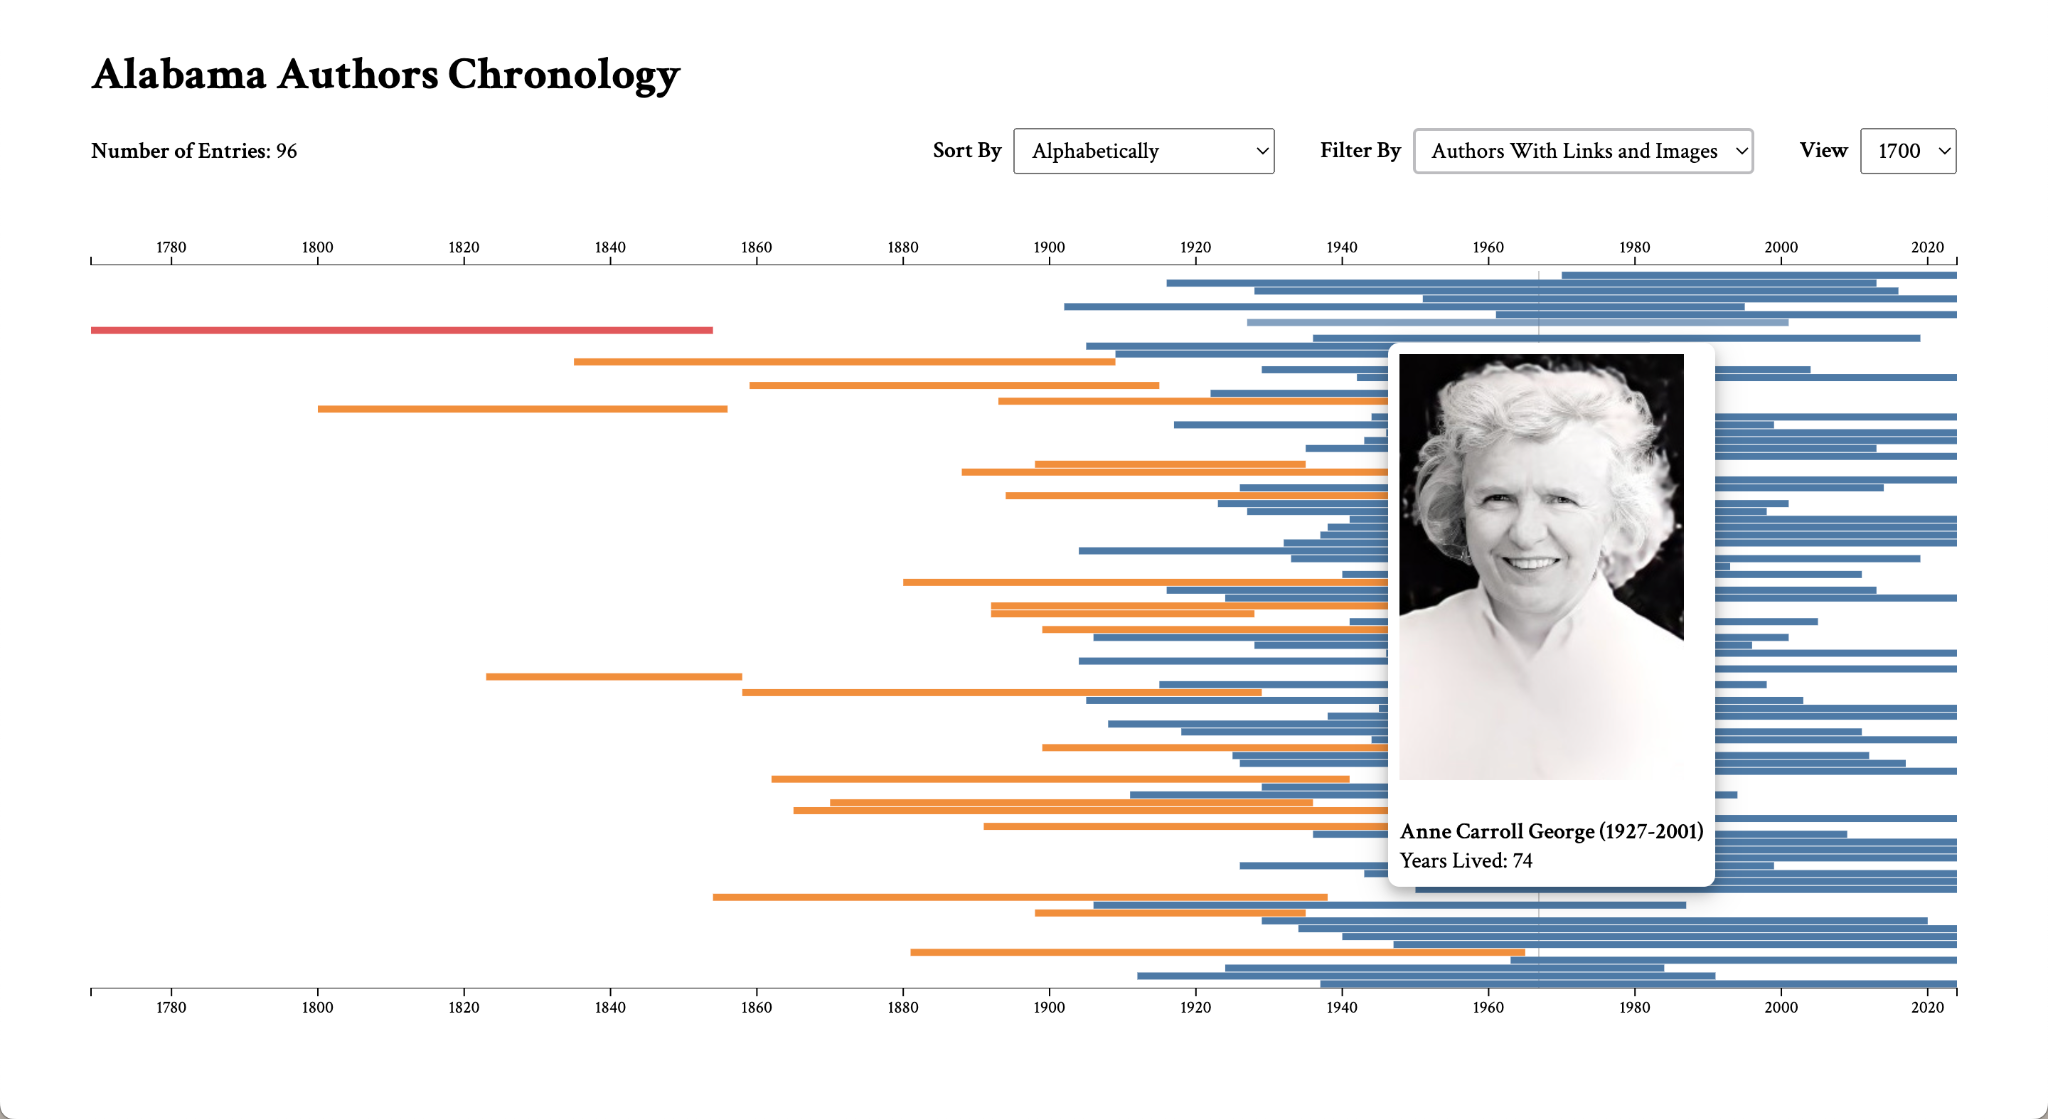 Alabama Authors Chronology
Number of Entries: 96
Sort By Alphabetically Filter By Authors With Links and Images View 1700
1780 1800 1820 1840 1860 1880 1900 1920 1940 1960 1980 2000 2020
Anne Carroll George (1927-2001)
Years Lived: 74
1780 1800 1820 1840 1860 1880 1900 1920 1940 1960 1980 2000 2020